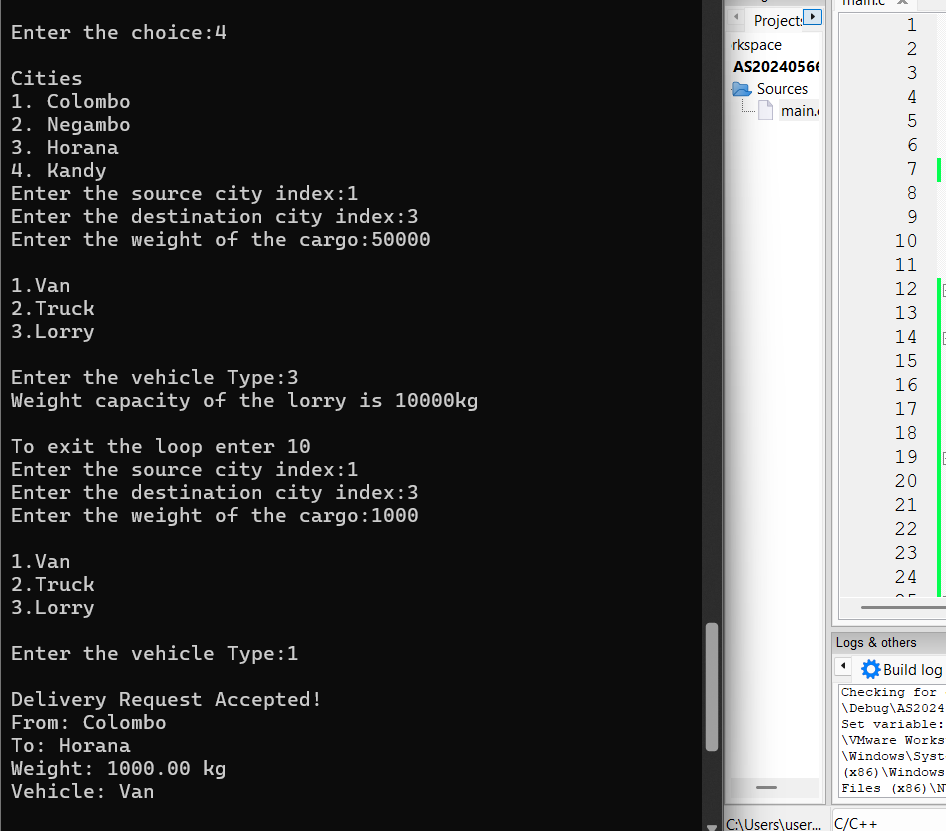 Enter the choice:4
Cities
1. Colombo
2. Negambo
3. Horana
4. Kandy
Enter the source city index:1
Enter the destination city index:3
Enter the weight of the cargo:50000
1.Van
2.Truck
3.Lorry
Enter the vehicle Type:3
Weight capacity of the lorry is 10000kg
To exit the loop enter 10
Enter the source city index:1
Enter the destination city index:3
Enter the weight of the cargo:1000
1.Van
2.Truck
3.Lorry
Enter the vehicle Type:1
Delivery Request Accepted!
From: Colombo
To: Horana
Weight: 1000.00 kg
Vehicle: Van
Projects
rkspace
AS20240566
Sources
main.c
C:\Users\user...
main.c
1
2
3
4
5
6
7
8
9
10
11
12
13
14
15
16
17
18
19
20
21
22
23
24
25
Logs & others
Build log
Checking for
\Debug\AS2024
Set variable:
\VMware Works
\Windows\Syst
(x86)\Windows
Files (x86)\N
C/C++